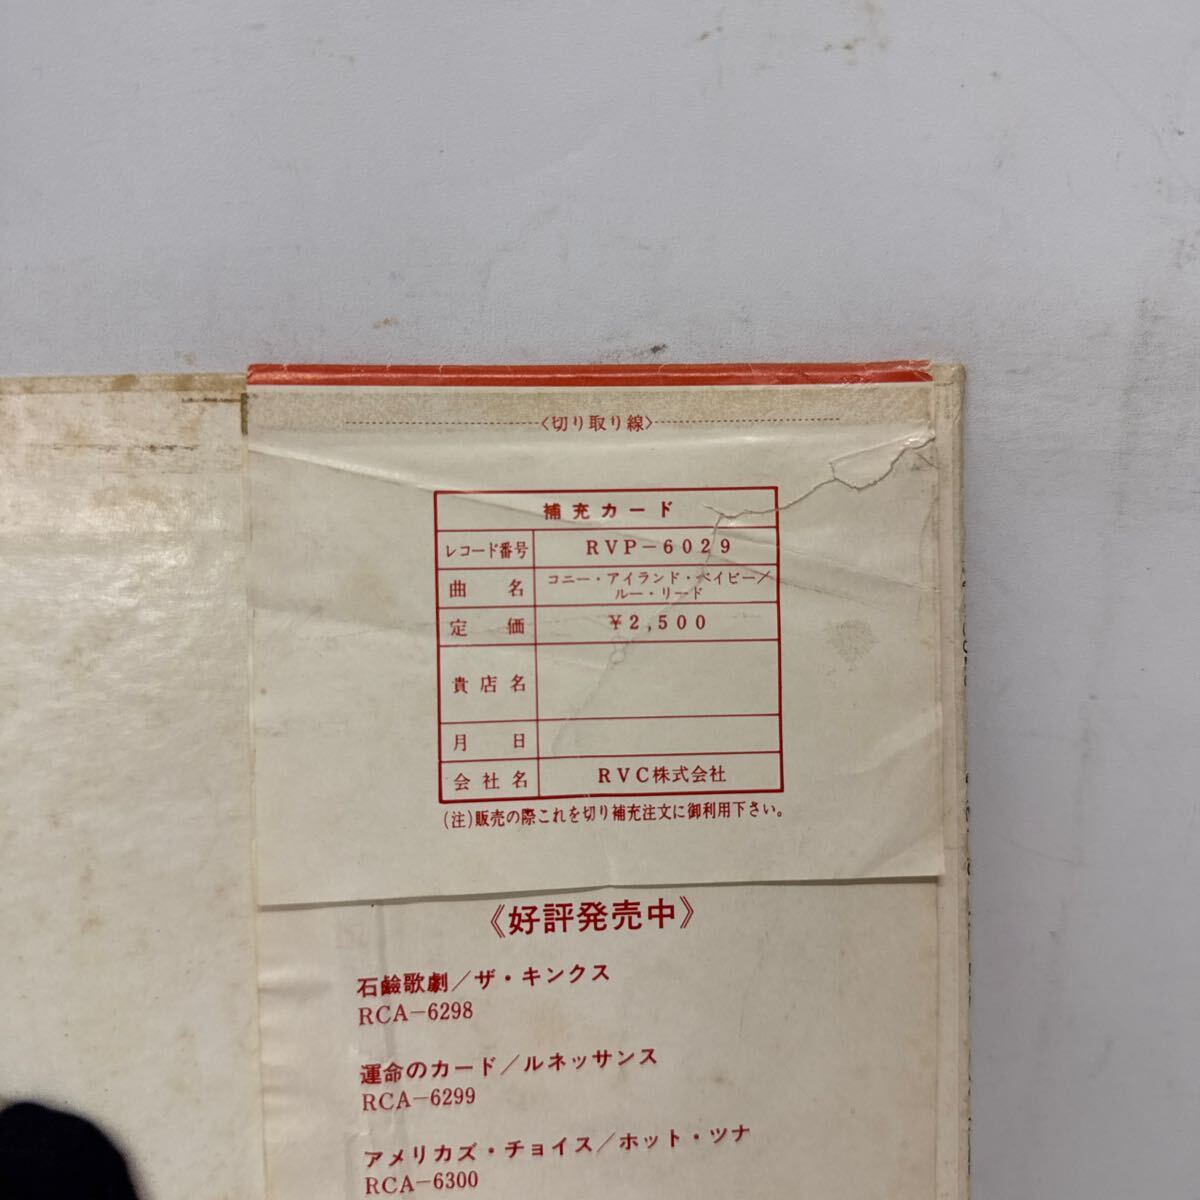 〈切り取り線〉
補充カード
レコード番号 RVP-6029
曲名 コニー・アイランド・ベイビー/
ルー・リード
定価 ¥2,500
貴店名
月日
会社名 RVC株式会社
(注)販売の際これを切り補充注文に御利用下さい。
《好評発売中》
石鹼歌劇/ザ・キンクス
RCA-6298
運命のカード/ルネッサンス
RCA-6299
アメリカズ・チョイス/ホット・ツナ
RCA-6300